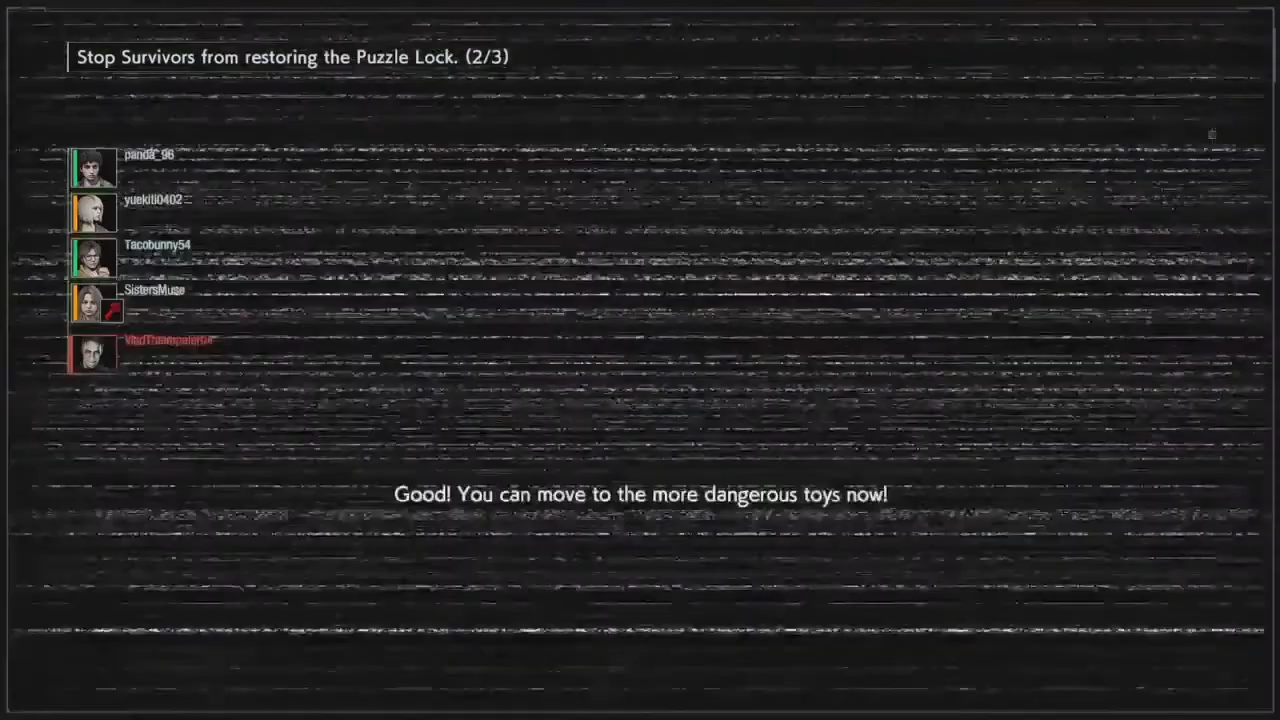 Stop Survivors from restoring the Puzzle Lock. (2/3)
panda_96
yuekiti0402
Tacobunny54
SistersMuse
Good! You can move to the more dangerous toys now!